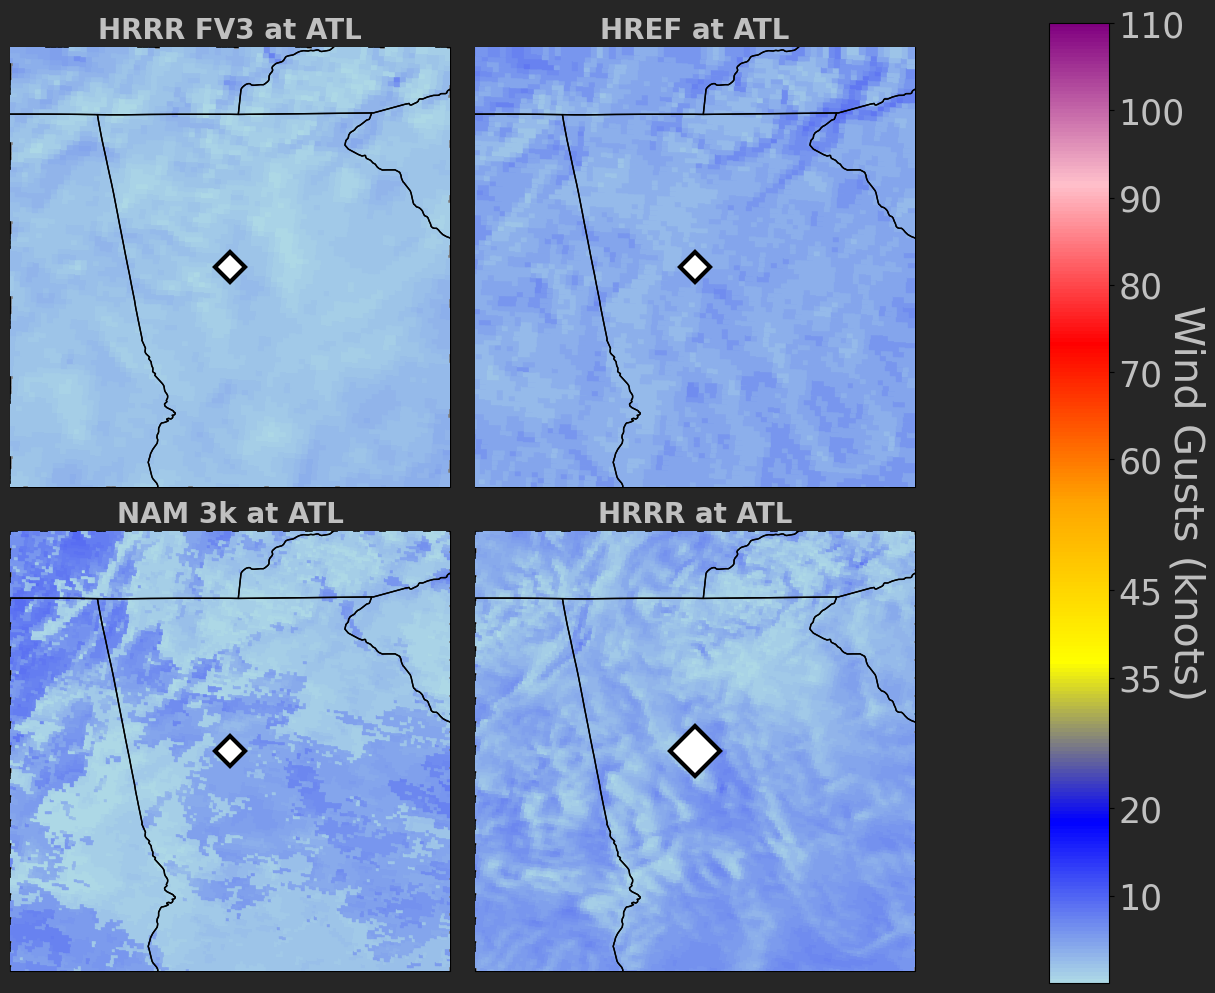 HRRR FV3 at ATL
HREF at ATL
NAM 3k at ATL
HRRR at ATL
110
100
90
80
70
60
45
35
20
10
Wind Gusts (knots)